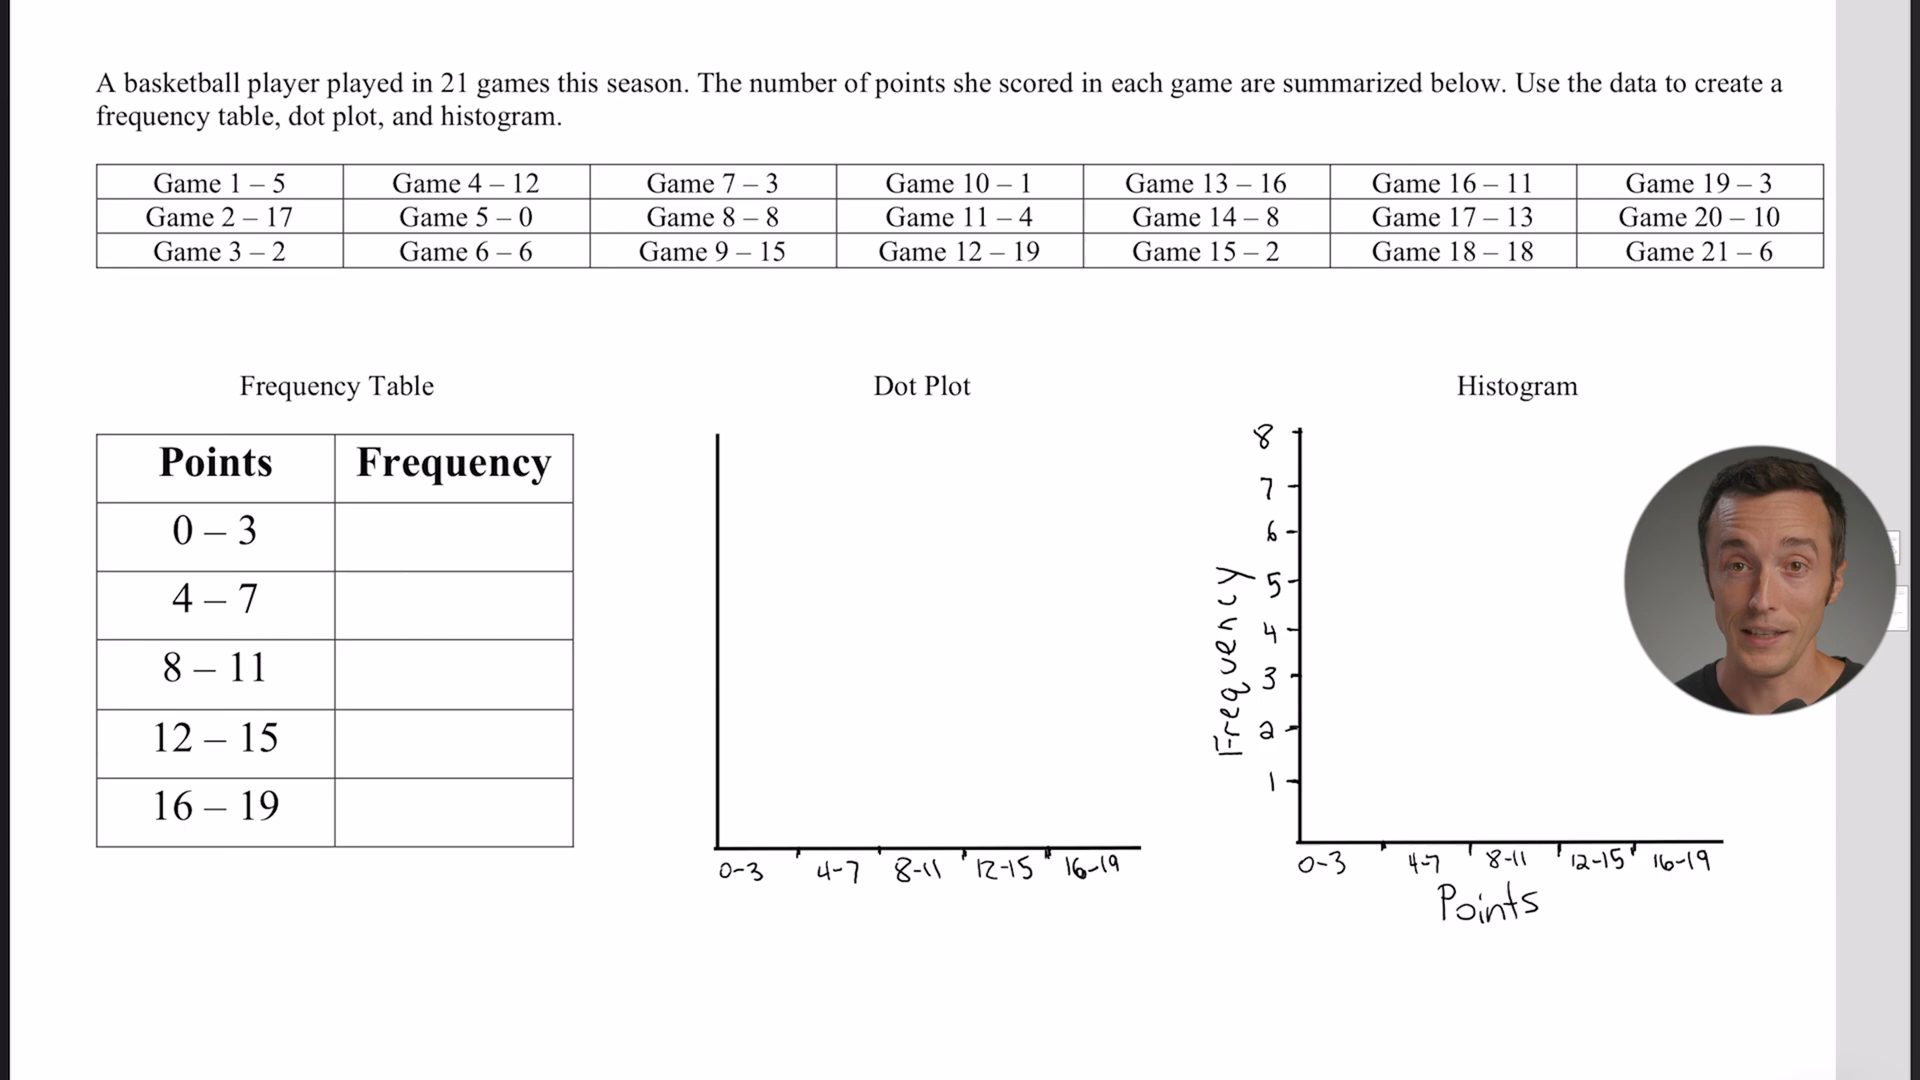 A basketball player played in 21 games this season. The number of points she scored in each game are summarized below. Use the data to create a
frequency table, dot plot, and histogram.
Game 1 – 5 Game 4 – 12 Game 7 – 3 Game 10 – 1 Game 13 – 16 Game 16 – 11 Game 19 – 3
Game 2 – 17 Game 5 – 0 Game 8 – 8 Game 11 – 4 Game 14 – 8 Game 17 – 13 Game 20 – 10
Game 3 – 2 Game 6 – 6 Game 9 – 15 Game 12 – 19 Game 15 – 2 Game 18 – 18 Game 21 – 6
Frequency Table
Points Frequency
0 – 3
4 – 7
8 – 11
12 – 15
16 – 19
Dot Plot
0-3 4-7 8-11 12-15 16-19
Histogram
8
7
6
5
4
3
2
1
Frequency
0-3 4-7 8-11 12-15 16-19
Points